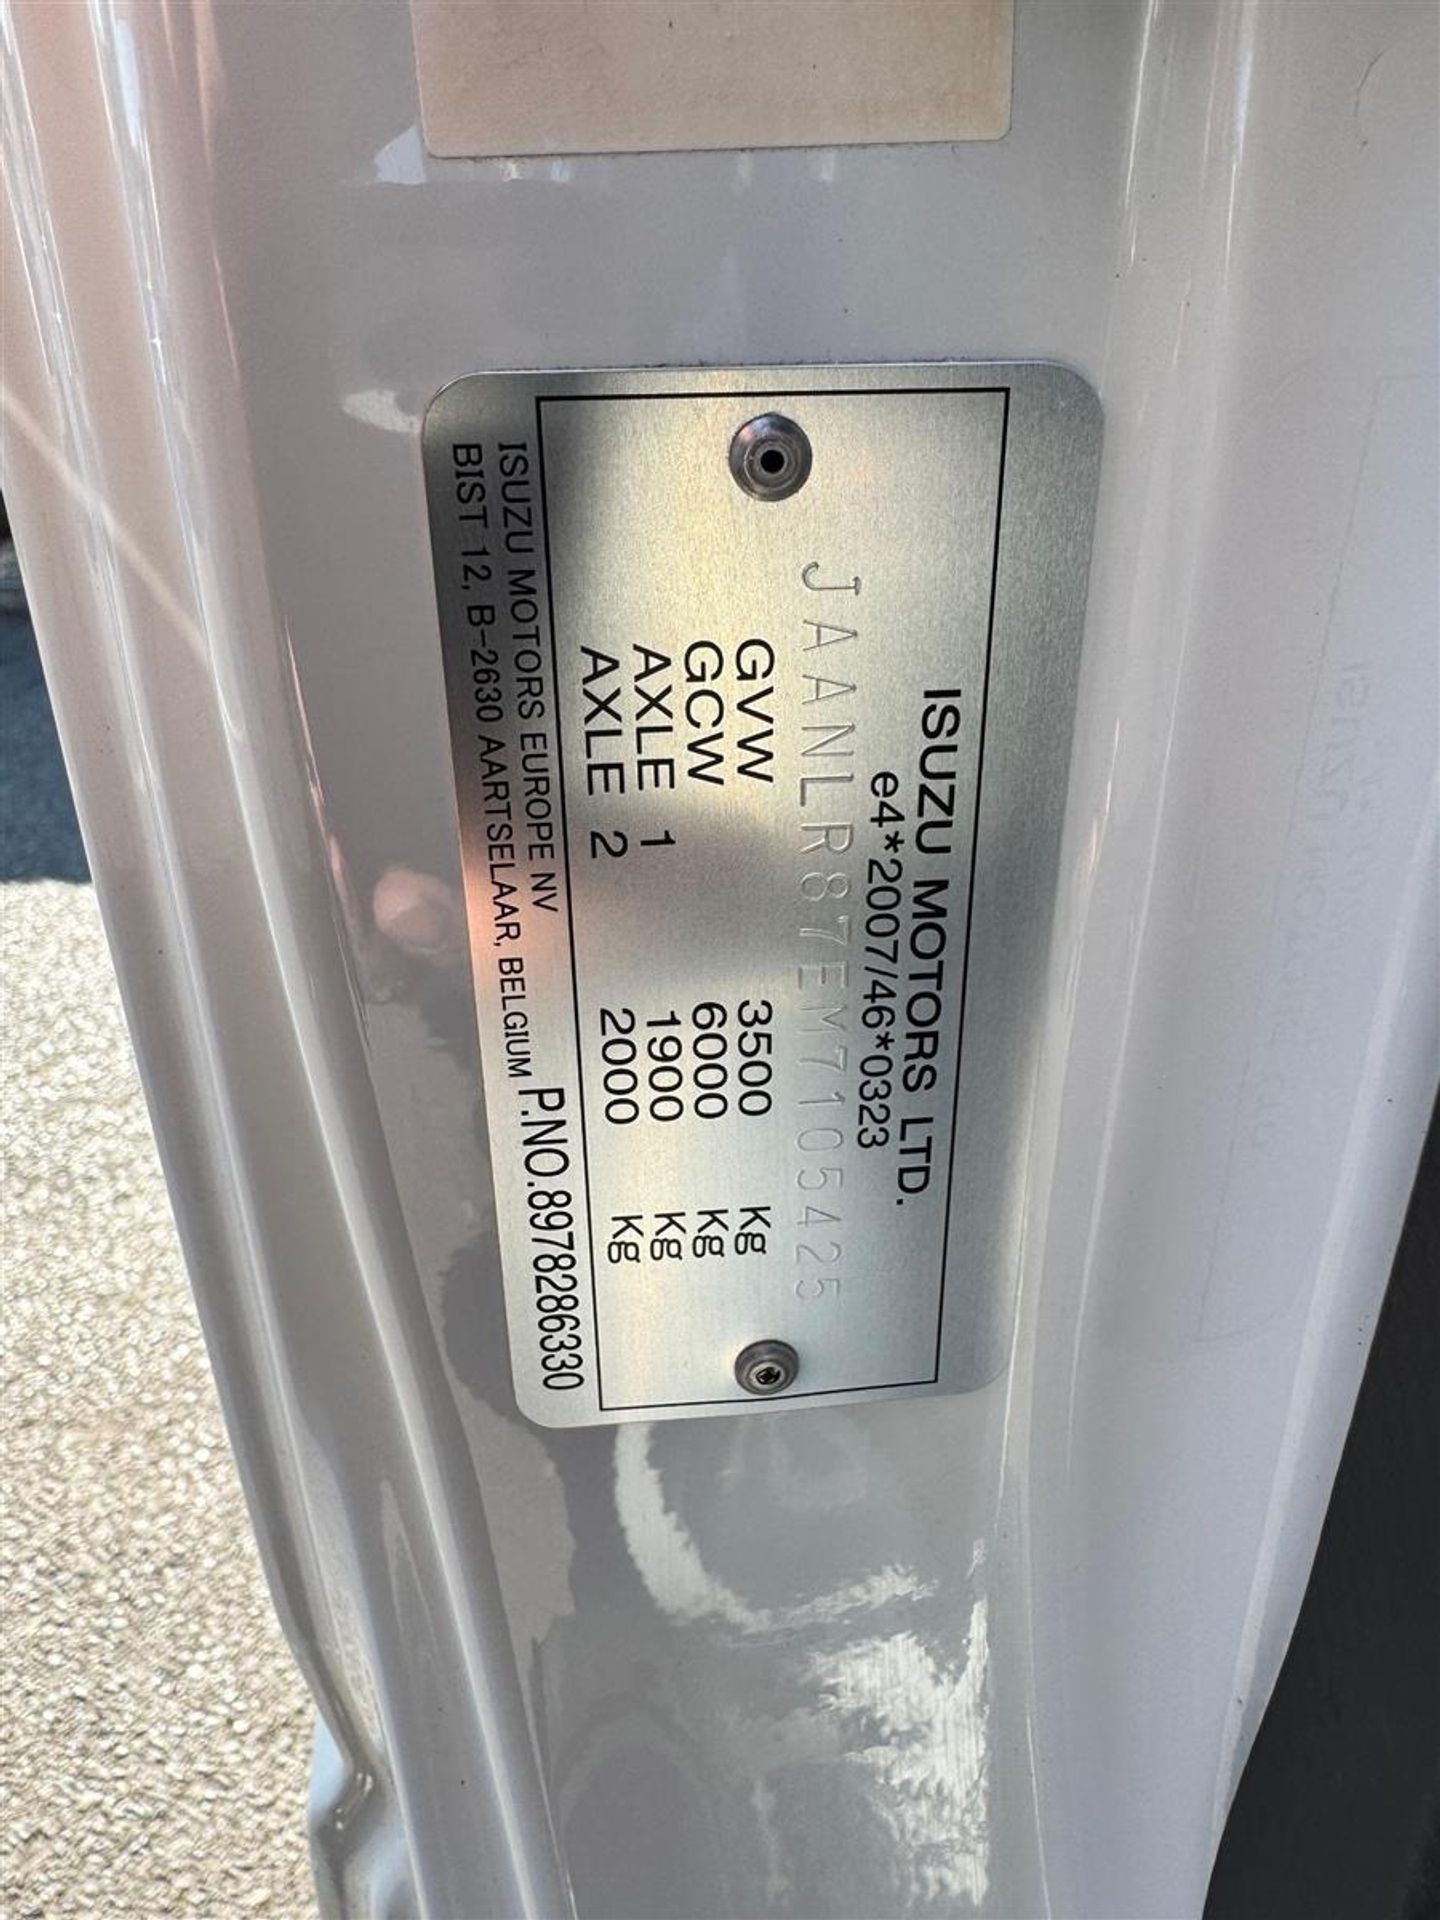 ISUZU MOTORS LTD.
e4*2007/46*0323
JAANLR87EM7105425
GVW 3500 Kg
GCW 6000 Kg
AXLE 1 1900 Kg
AXLE 2 2000 Kg
ISUZU MOTORS EUROPE NV
BIST 12, B-2630 AARTSELAAR, BELGIUM P.NO.8978286330